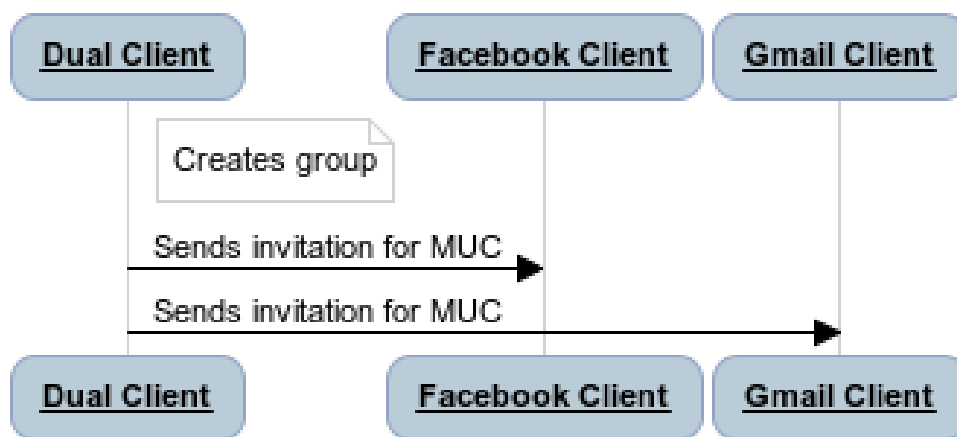 Dual Client
Facebook Client
Gmail Client
Creates group
Sends invitation for MUC
Sends invitation for MUC
Dual Client
Facebook Client
Gmail Client